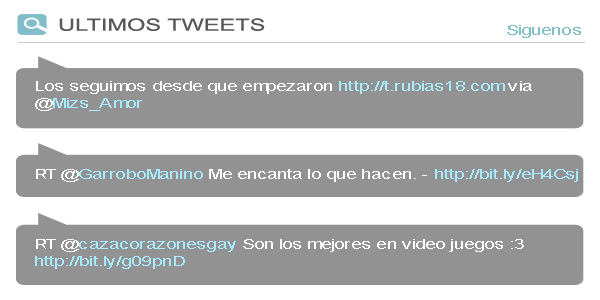 ULTIMOS TWEETS
Siguenos
Los seguimos desde que empezaron http://t.rubias18.com via
@Mizs_Amor
RT @GarroboManino Me encanta lo que hacen. - http://bit.ly/eH4Csj
RT @cazacorazonesgay Son los mejores en video juegos :3
http://bit.ly/g09pnD